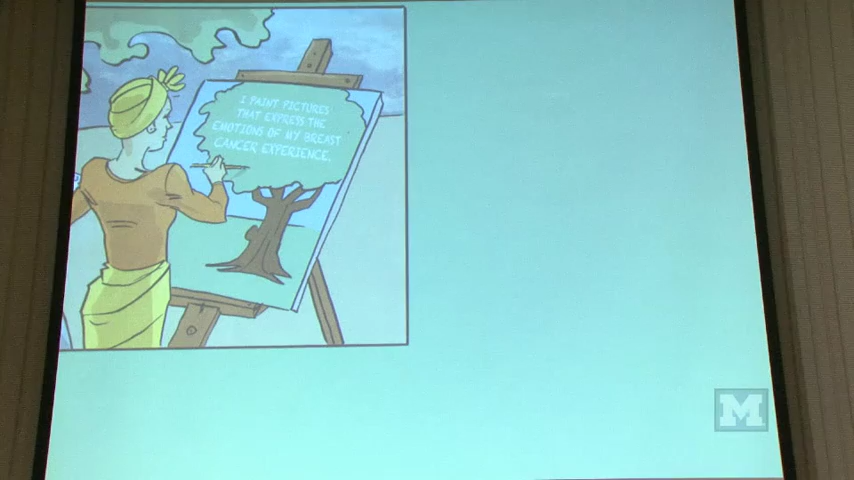 I PAINT PICTURES
THAT EXPRESS THE
EMOTIONS OF MY BREAST
CANCER EXPERIENCE.
M